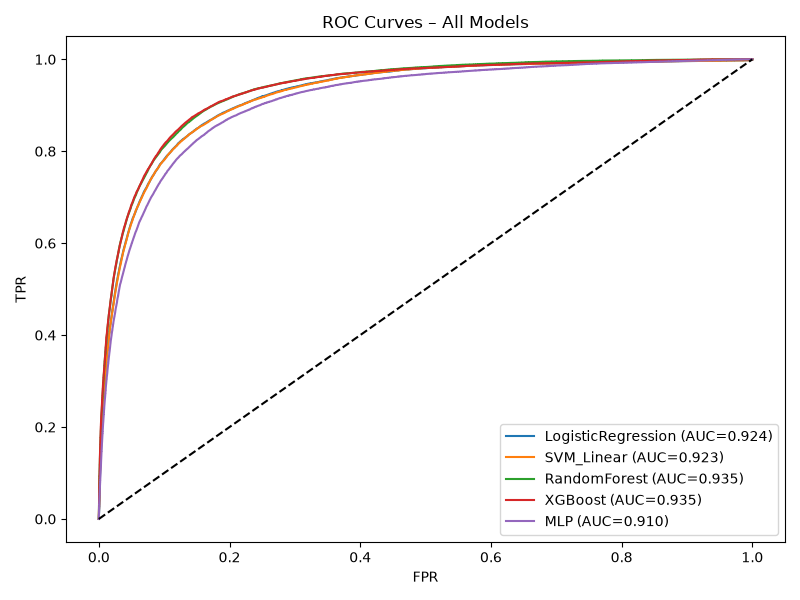 ROC Curves – All Models
TPR
1.0
0.8
0.6
0.4
0.2
0.0
LogisticRegression (AUC=0.924)
SVM_Linear (AUC=0.923)
RandomForest (AUC=0.935)
XGBoost (AUC=0.935)
MLP (AUC=0.910)
0.0 0.2 0.4 0.6 0.8 1.0
FPR